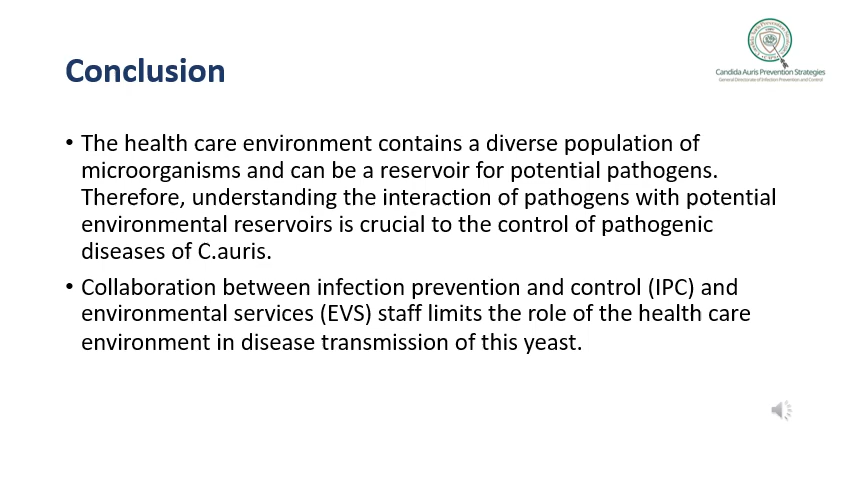 Conclusion
Candida Auris Prevention Strategies
General Directorate of Infection Prevention and Control
• The health care environment contains a diverse population of
microorganisms and can be a reservoir for potential pathogens.
Therefore, understanding the interaction of pathogens with potential
environmental reservoirs is crucial to the control of pathogenic
diseases of C.auris.
• Collaboration between infection prevention and control (IPC) and
environmental services (EVS) staff limits the role of the health care
environment in disease transmission of this yeast.